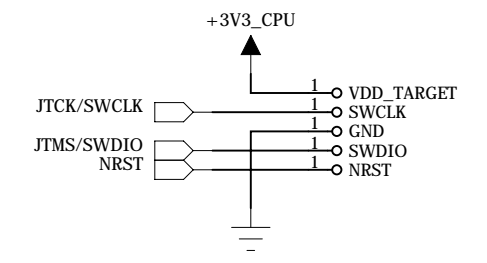 +3V3_CPU
1 VDD_TARGET
JTCK/SWCLK 1 SWCLK
1 GND
JTMS/SWDIO 1 SWDIO
NRST 1 NRST